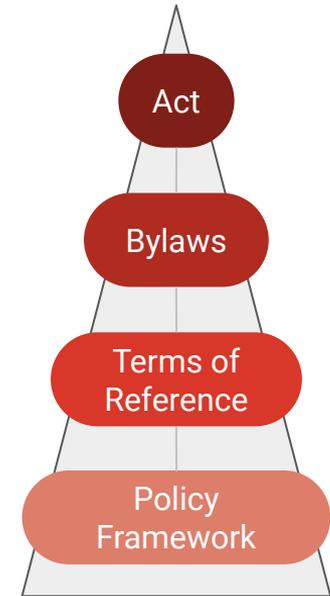 Act
Bylaws
Terms of
Reference
Policy
Framework